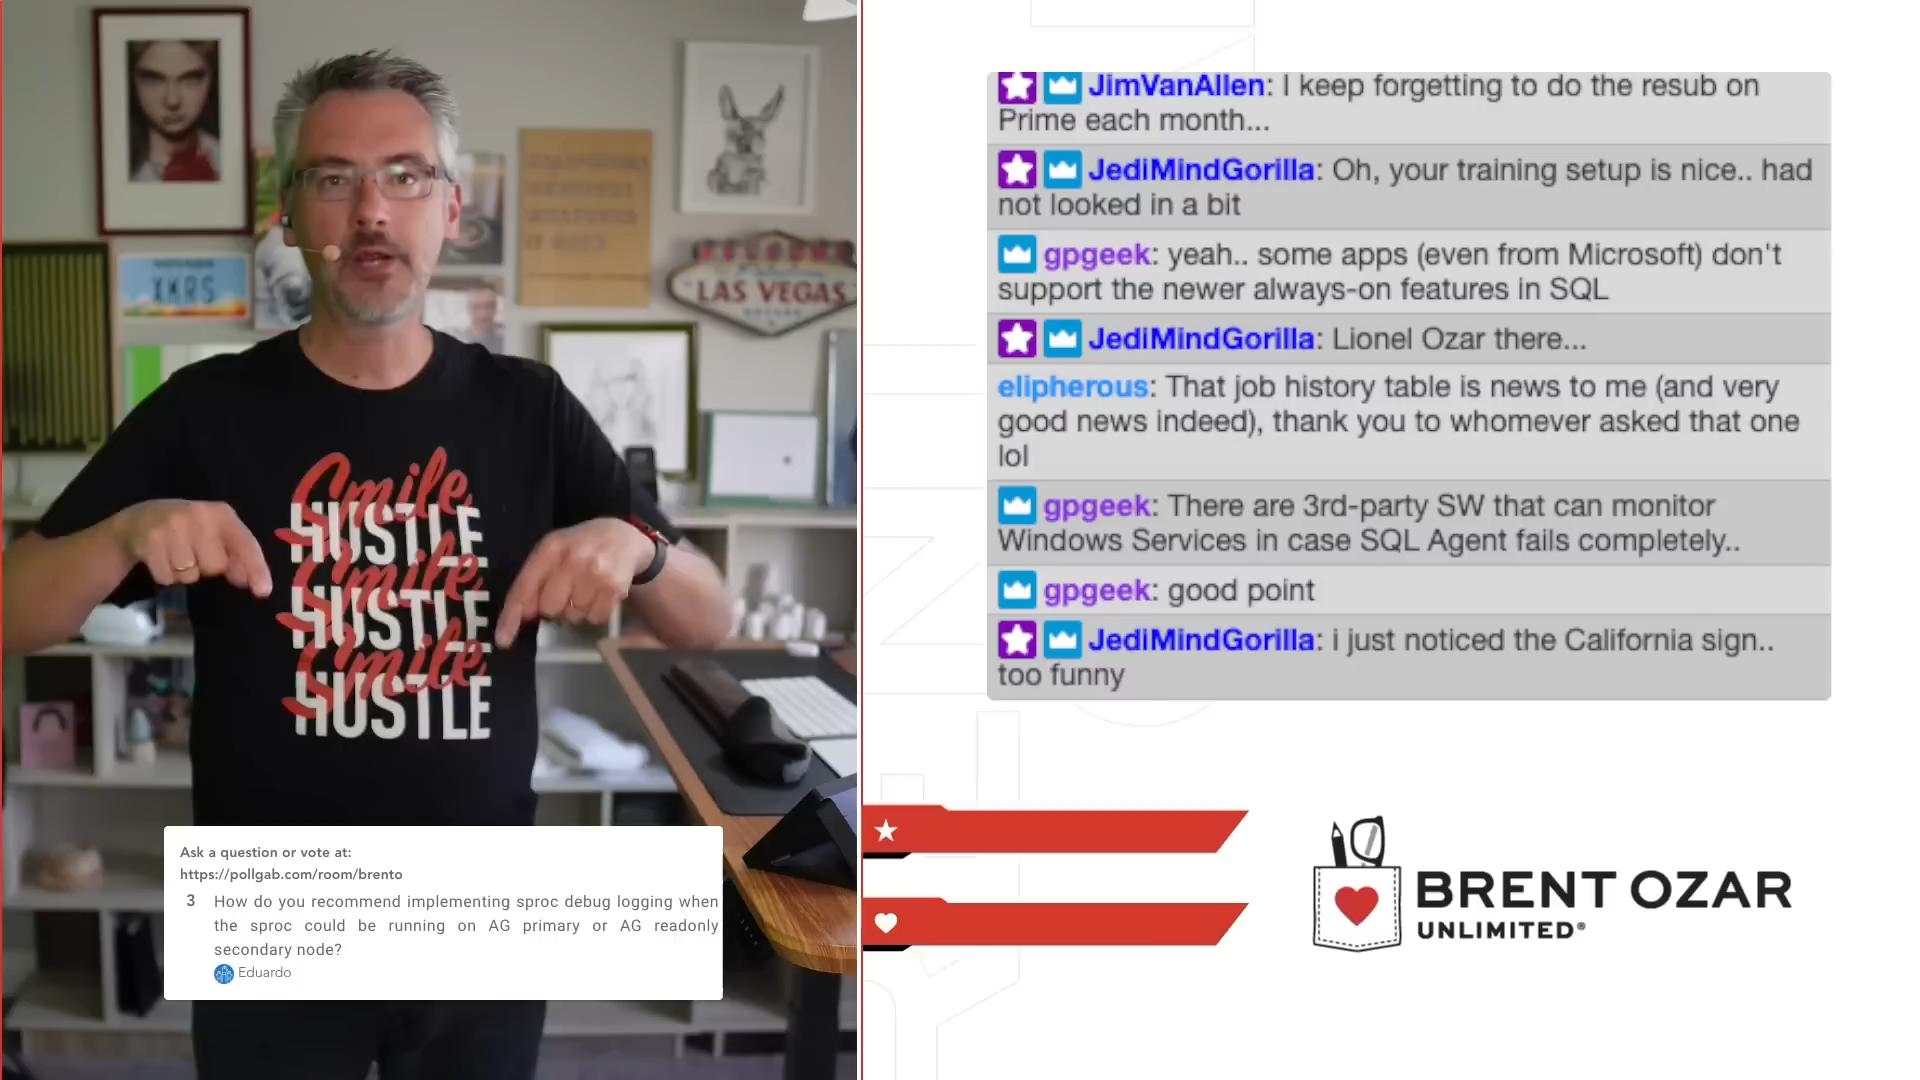 XKRS
WELCOME
LAS VEGAS
Smile
HUSTLE
Smile
HUSTLE
Smile
HUSTLE
Ask a question or vote at:
https://pollgab.com/room/brento
3 How do you recommend implementing sproc debug logging when
the sproc could be running on AG primary or AG readonly
secondary node?
Eduardo
JimVanAllen: I keep forgetting to do the resub on
Prime each month...
JediMindGorilla: Oh, your training setup is nice.. had
not looked in a bit
gpgeek: yeah.. some apps (even from Microsoft) don't
support the newer always-on features in SQL
JediMindGorilla: Lionel Ozar there...
elipherous: That job history table is news to me (and very
good news indeed), thank you to whomever asked that one
lol
gpgeek: There are 3rd-party SW that can monitor
Windows Services in case SQL Agent fails completely..
gpgeek: good point
JediMindGorilla: i just noticed the California sign..
too funny
BRENT OZAR
UNLIMITED®